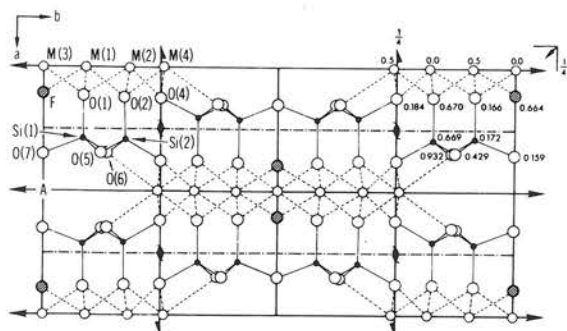 b
a
M(3) M(1) M(2) M(4)
0.5 0.0 0.5 0.0
1/4
1/4
F O(1) O(2) O(4)
0.184 0.670 0.166 0.664
Si(1) Si(2)
0.669 0.172
O(7) O(5) O(6)
0.932 0.429 0.159
A